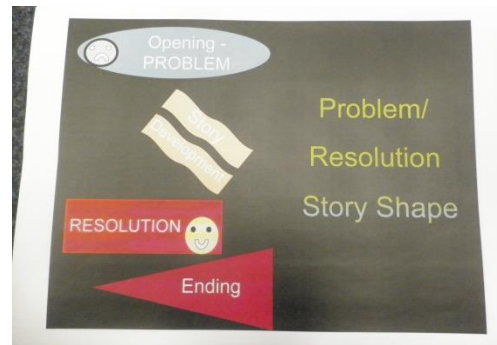 Opening -
PROBLEM
Story
Development
RESOLUTION
Ending
Problem/
Resolution
Story Shape